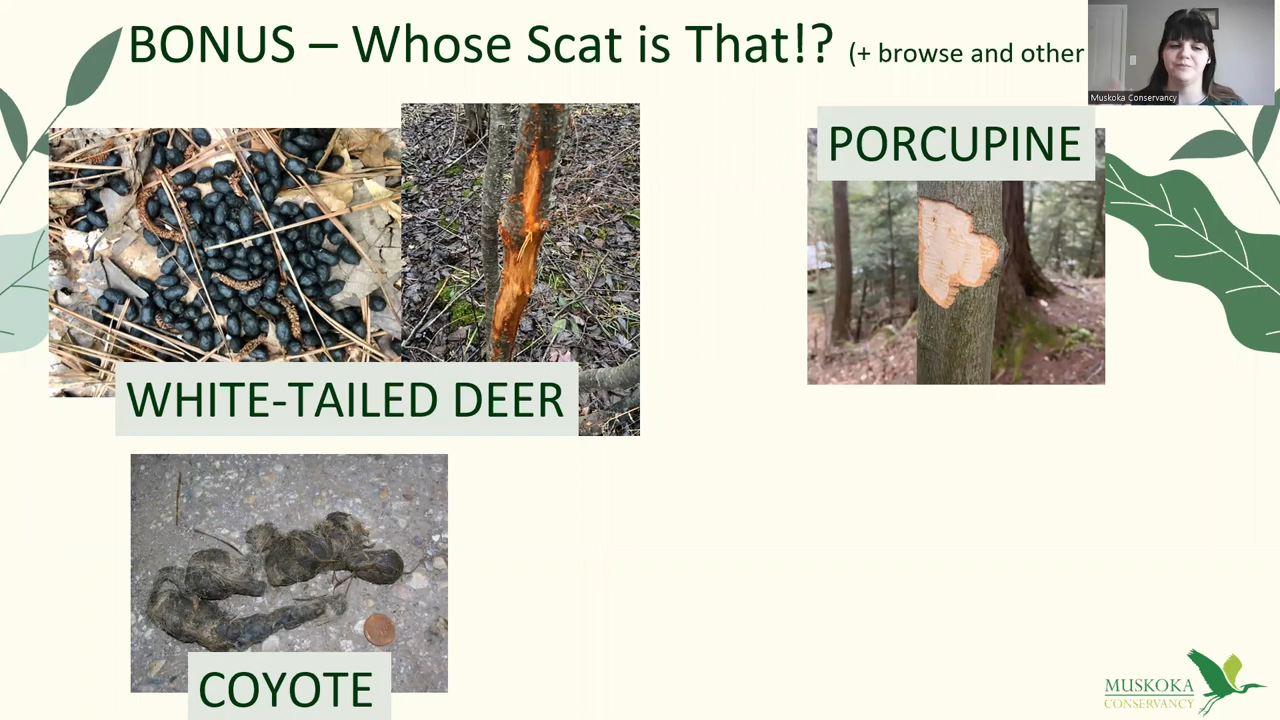 BONUS – Whose Scat is That!? (+ browse and other
Muskoka Conservancy
PORCUPINE
WHITE-TAILED DEER
COYOTE
MUSKOKA
CONSERVANCY